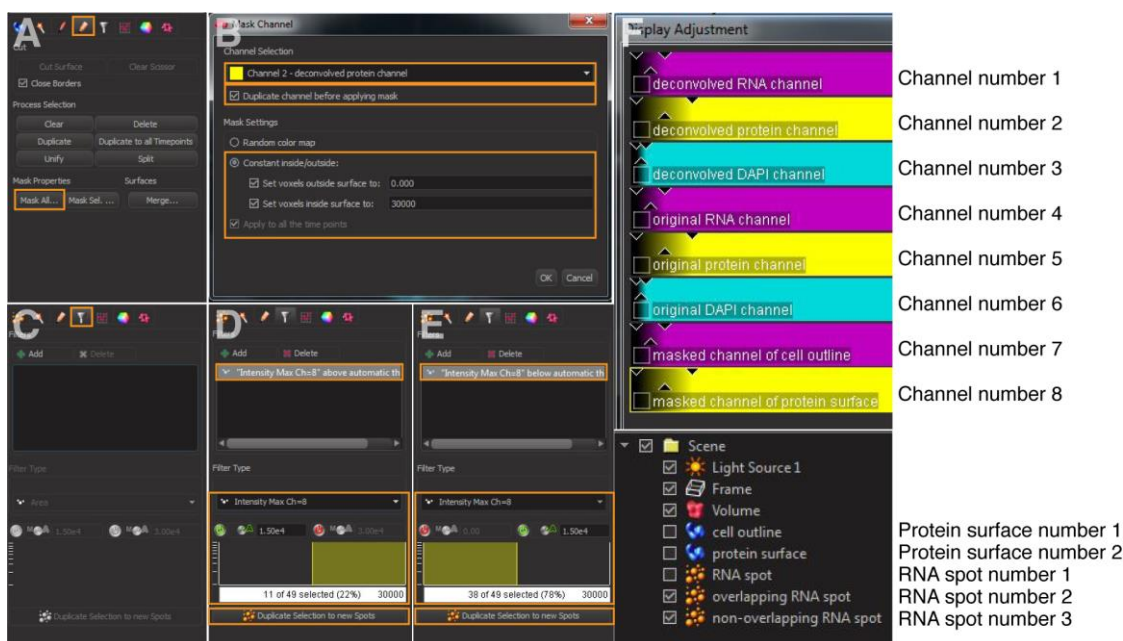 A
Cut
Cut Surface Clear Scissor
Close Borders
Process Selection
Clear Delete
Duplicate Duplicate to all Timepoints
Unify Split
Mask Properties Surfaces
Mask All... Mask Sel. ... Merge...
B
Mask Channel
Channel Selection
Channel 2 - deconvolved protein channel
Duplicate channel before applying mask
Mask Settings
Random color map
Constant inside/outside:
Set voxels outside surface to: 0.000
Set voxels inside surface to: 30000
Apply to all the time points
OK Cancel
C
Filters
Add Delete
Filter Type
Area
1.50e4 3.00e4
Duplicate Selection to new Spots
D
Filters
Add Delete
"Intensity Max Ch=8" above automatic th
Filter Type
Intensity Max Ch=8
1.50e4 3.00e4
11 of 49 selected (22%) 30000
Duplicate Selection to new Spots
E
Filters
Add Delete
"Intensity Max Ch=8" below automatic th
Filter Type
Intensity Max Ch=8
0.00 1.50e4
38 of 49 selected (78%) 30000
Duplicate Selection to new Spots
F
Display Adjustment
deconvolved RNA channel Channel number 1
deconvolved protein channel Channel number 2
deconvolved DAPI channel Channel number 3
original RNA channel Channel number 4
original protein channel Channel number 5
original DAPI channel Channel number 6
masked channel of cell outline Channel number 7
masked channel of protein surface Channel number 8
Scene
Light Source 1
Frame
Volume
cell outline Protein surface number 1
protein surface Protein surface number 2
RNA spot RNA spot number 1
overlapping RNA spot RNA spot number 2
non-overlapping RNA spot RNA spot number 3